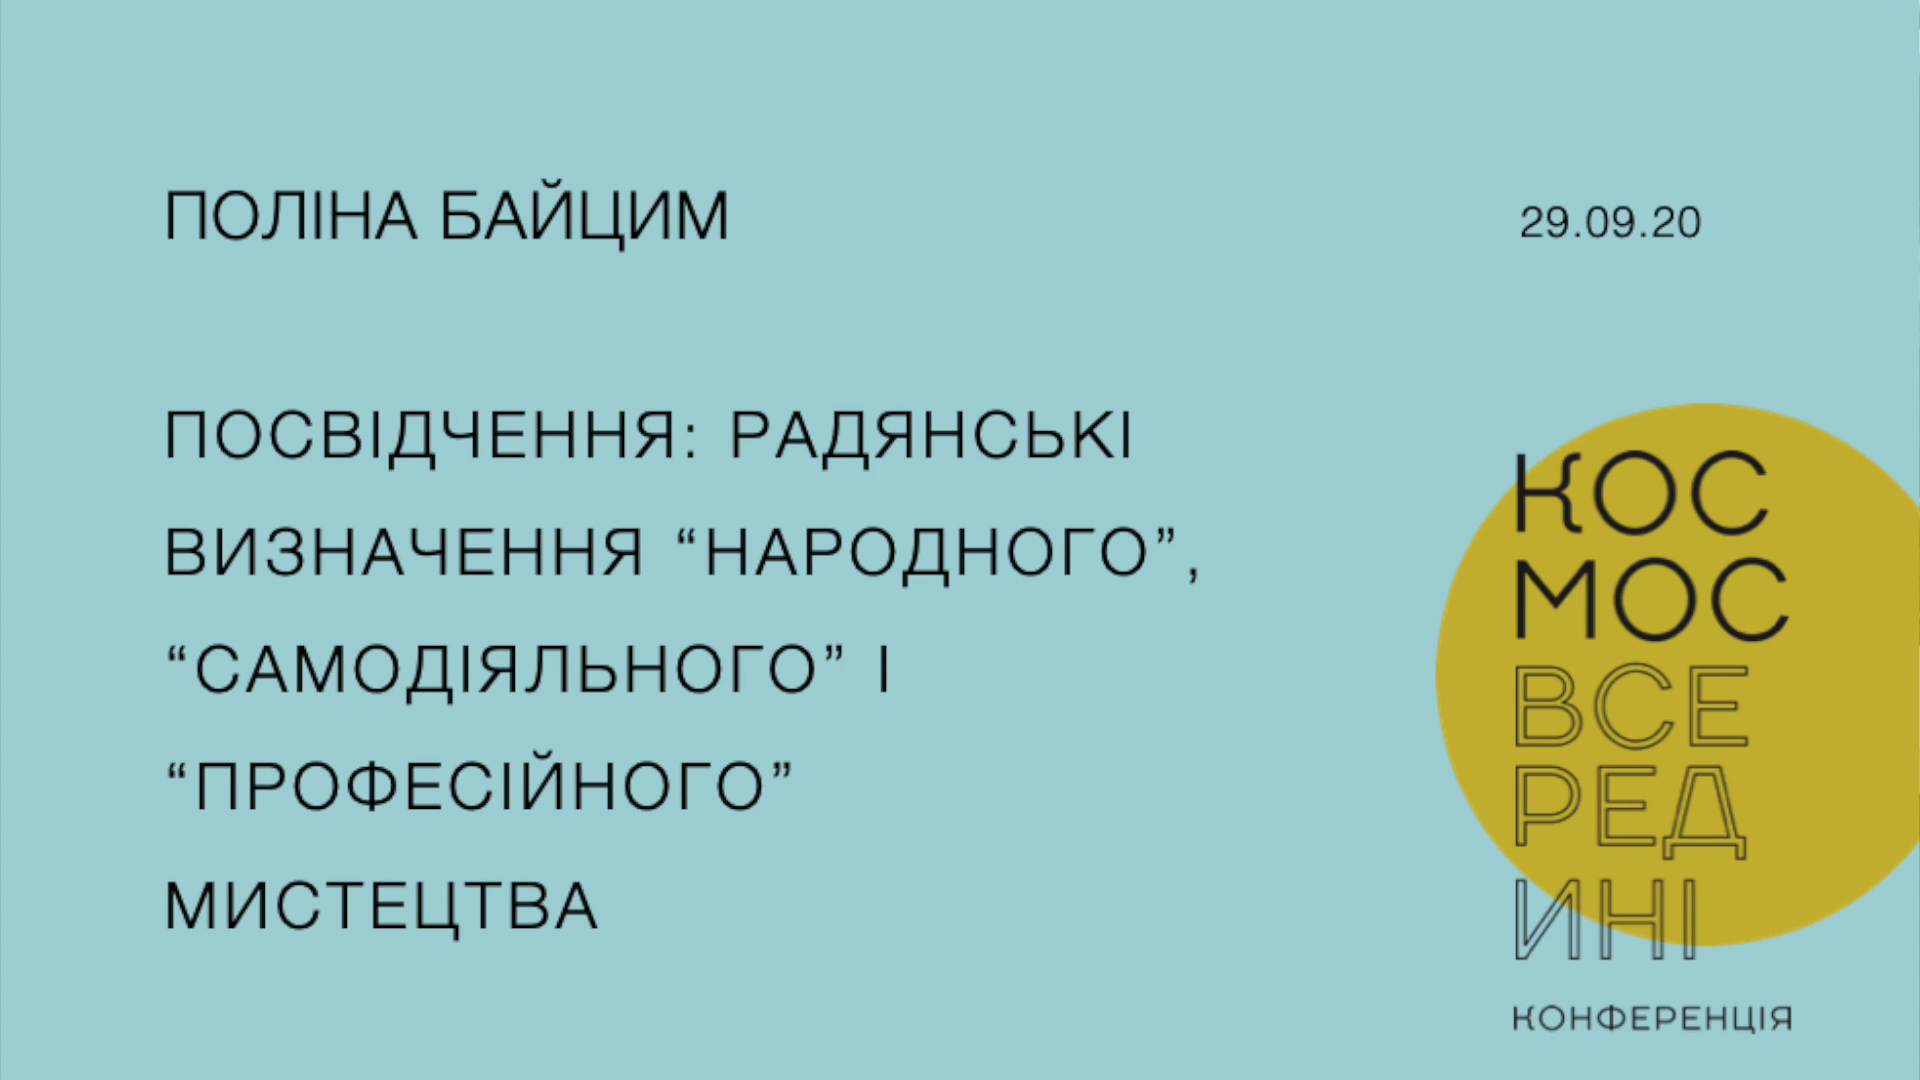 ПОЛІНА БАЙЦИМ
29.09.20
ПОСВІДЧЕННЯ: РАДЯНСЬКІ
ВИЗНАЧЕННЯ “НАРОДНОГО”,
“САМОДІЯЛЬНОГО” І
“ПРОФЕСІЙНОГО”
МИСТЕЦТВА
КОС
МОС
ВСЕ
РЕД
ИНІ
КОНФЕРЕНЦІЯ